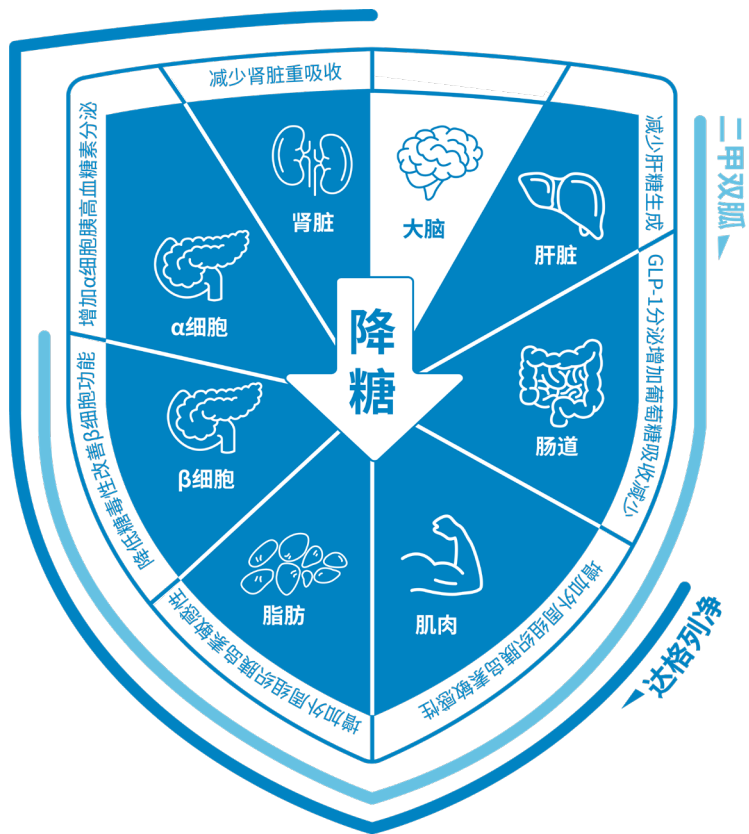 减少肾脏重吸收
肾脏
大脑
减少肝糖生成
肝脏
GLP-1分泌增加葡萄糖吸收减少
肠道
增加外周组织胰岛素敏感性
肌肉
增加外周组织胰岛素敏感性
脂肪
降低糖毒性改善β细胞功能
β细胞
增加α细胞胰高血糖素分泌
α细胞
降糖
二甲双胍
达格列净